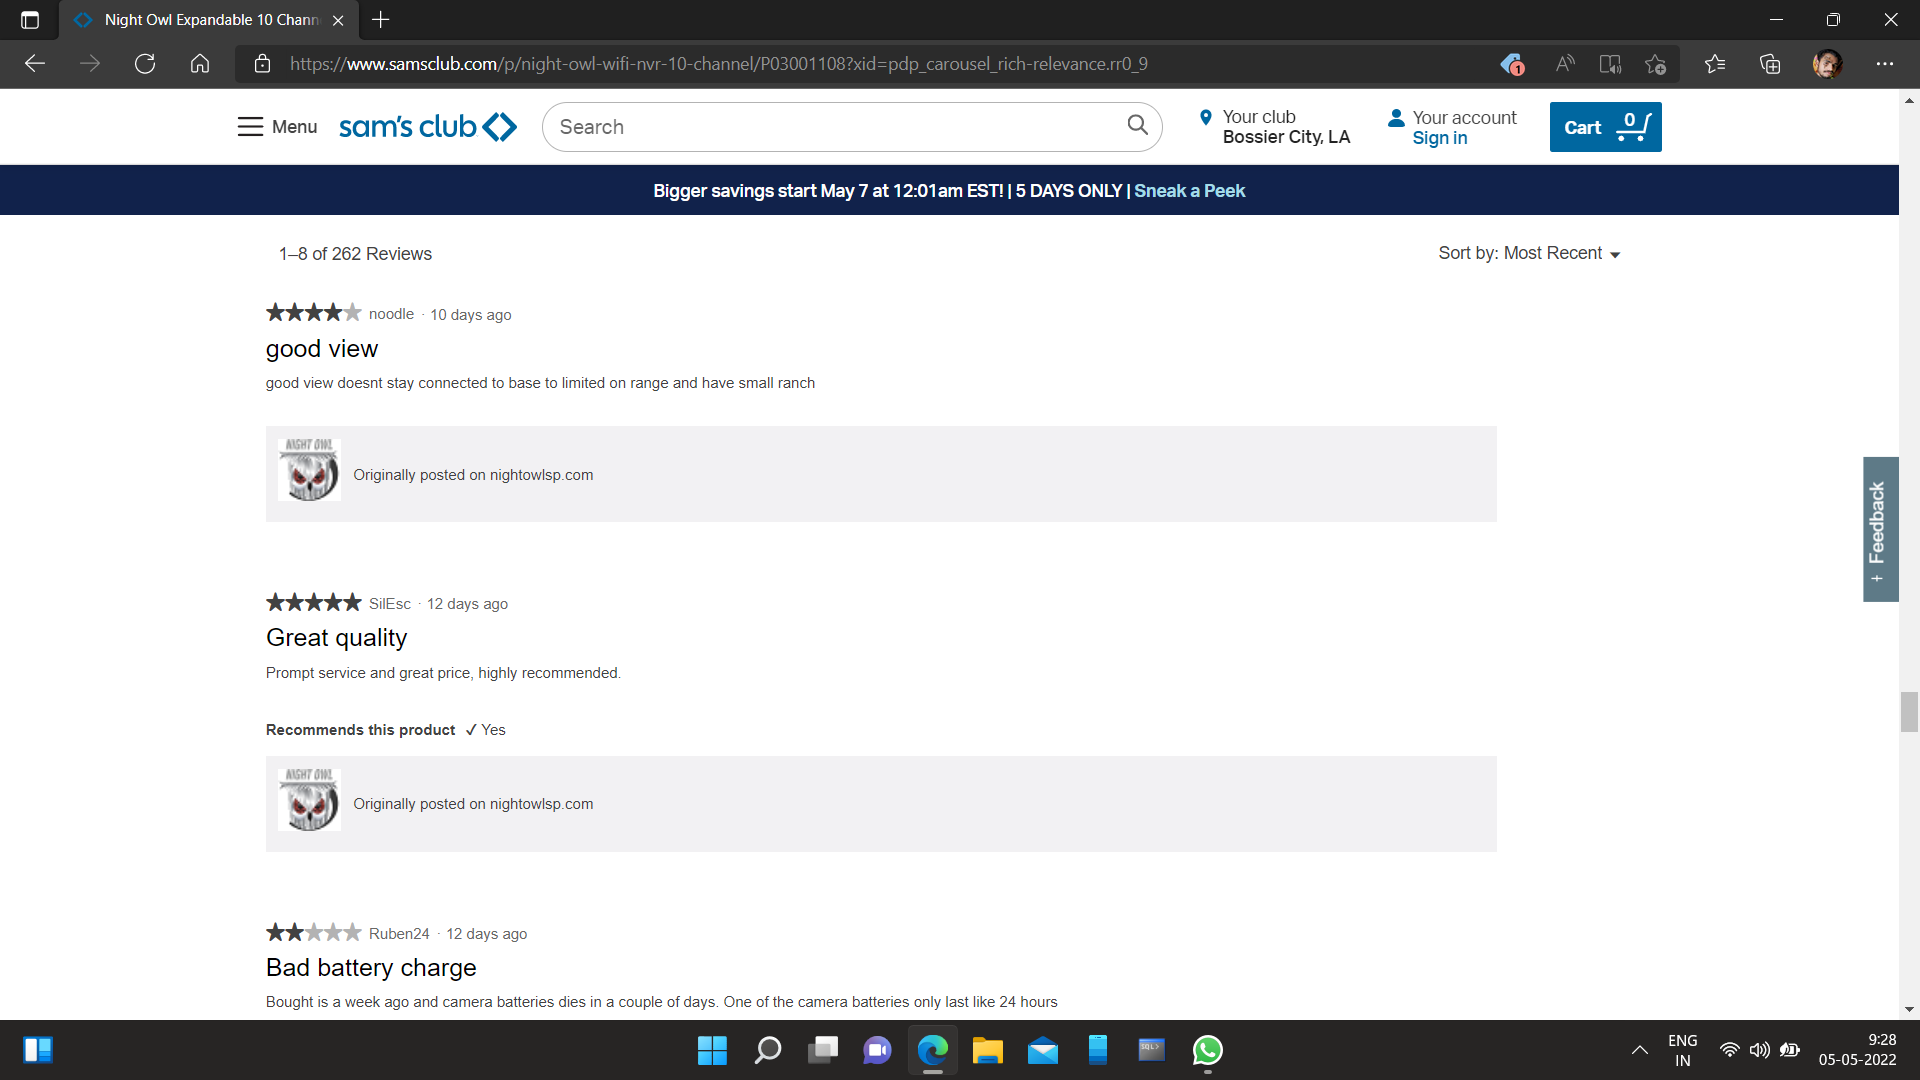 Night Owl Expandable 10 Chann
https://www.samsclub.com/p/night-owl-wifi-nvr-10-channel/P03001108?xid=pdp_carousel_rich-relevance.rr0_9
1
Menu
sam's club
Search
Your club
Bossier City, LA
Your account
Sign in
Cart
0
Bigger savings start May 7 at 12:01am EST! | 5 DAYS ONLY | Sneak a Peek
1–8 of 262 Reviews
Sort by: Most Recent
noodle · 10 days ago
good view
good view doesnt stay connected to base to limited on range and have small ranch
NIGHT OWL
Originally posted on nightowlsp.com
+ Feedback
SilEsc · 12 days ago
Great quality
Prompt service and great price, highly recommended.
Recommends this product ✓ Yes
NIGHT OWL
Originally posted on nightowlsp.com
Ruben24 · 12 days ago
Bad battery charge
Bought is a week ago and camera batteries dies in a couple of days. One of the camera batteries only last like 24 hours
SQL>
ENG
IN
9:28
05-05-2022